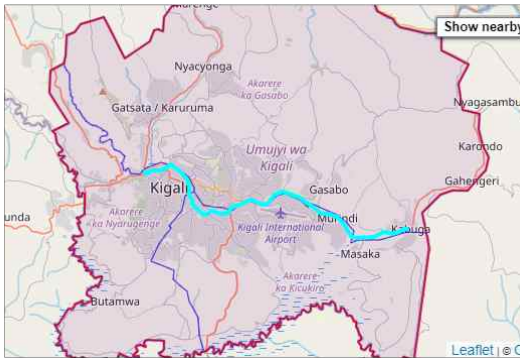 Murenge
Show nearby
Nyacyonga
Akarere
ka Gasabo
Gatsata / Karuruma
Nyagasambu
Umujyi wa
Kigali
Karondo
Kigali
Gasabo
Gahengeri
unda
Akarere
ka Nyarugenge
Kigali International
Airport
Kabuga
Masaka
Akarere
ka Kicukiro
Butamwa
Leaflet | ©